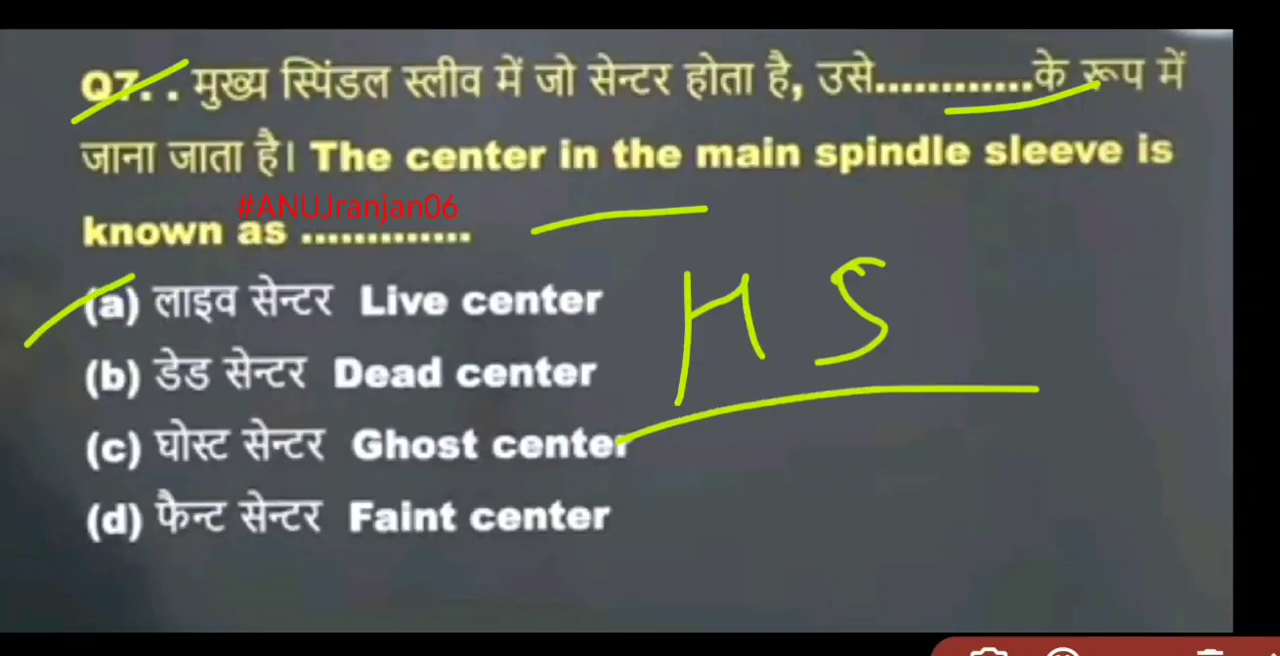 Q7. . मुख्य स्पिंडल स्लीव में जो सेन्टर होता है, उसे............के रूप में
जाना जाता है। The center in the main spindle sleeve is
#ANUJranjan06
known as .............
(a) लाइव सेन्टर Live center
(b) डेड सेन्टर Dead center
(c) घोस्ट सेन्टर Ghost center
(d) फैन्ट सेन्टर Faint center
H S